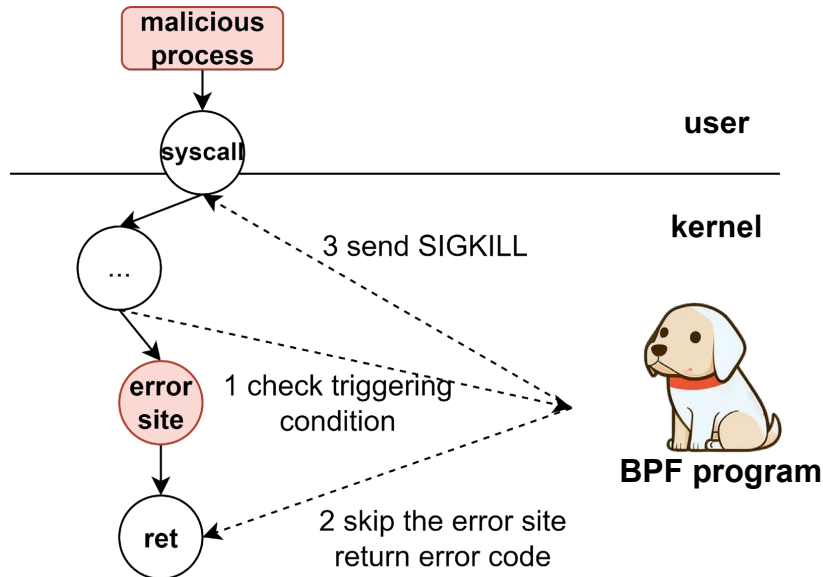 malicious
process
syscall
user
kernel
3 send SIGKILL
...
1 check triggering
condition
error
site
BPF program
2 skip the error site
return error code
ret